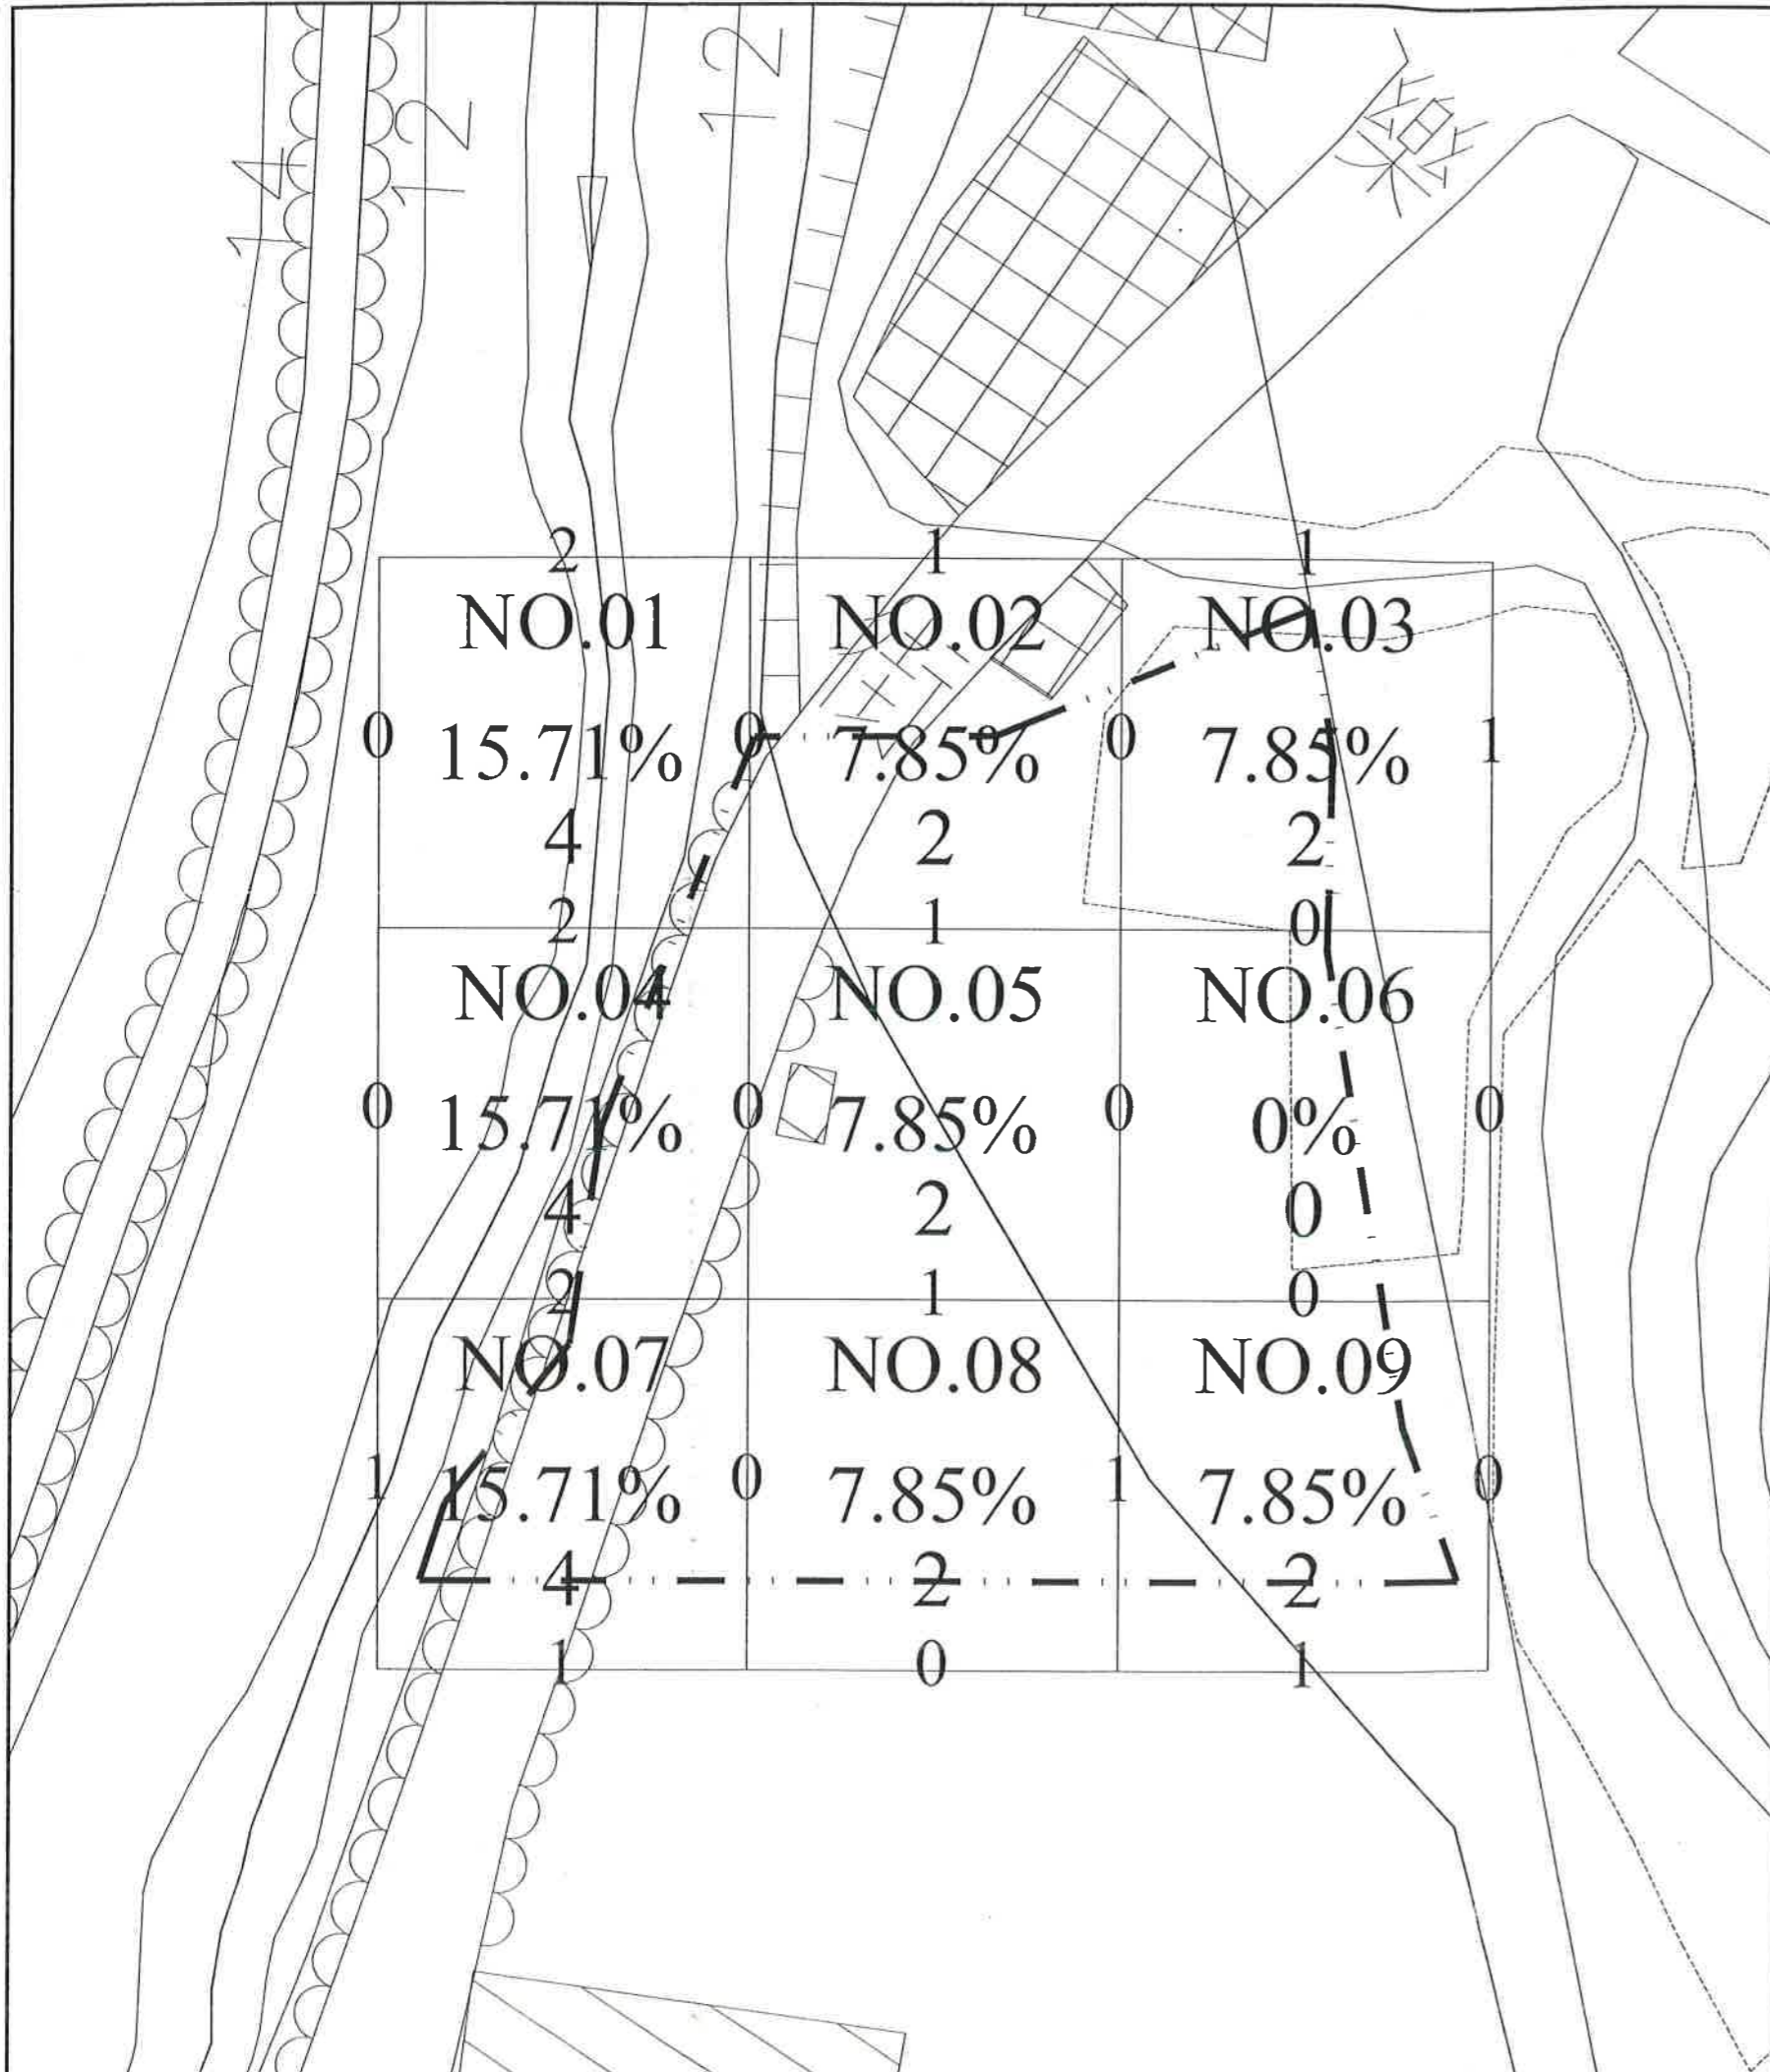 12
12
14
2 1 1
NO.01 NO.02 NO.03
0 15.71% 0 7.85% 0 7.85% 1
4 2 2
2 1 0
NO.04 NO.05 NO.06
0 15.71% 0 7.85% 0 0% 0
4 2 0
2 1 0
NO.07 NO.08 NO.09
1 15.71% 0 7.85% 1 7.85% 0
4 2 2
1 0 1